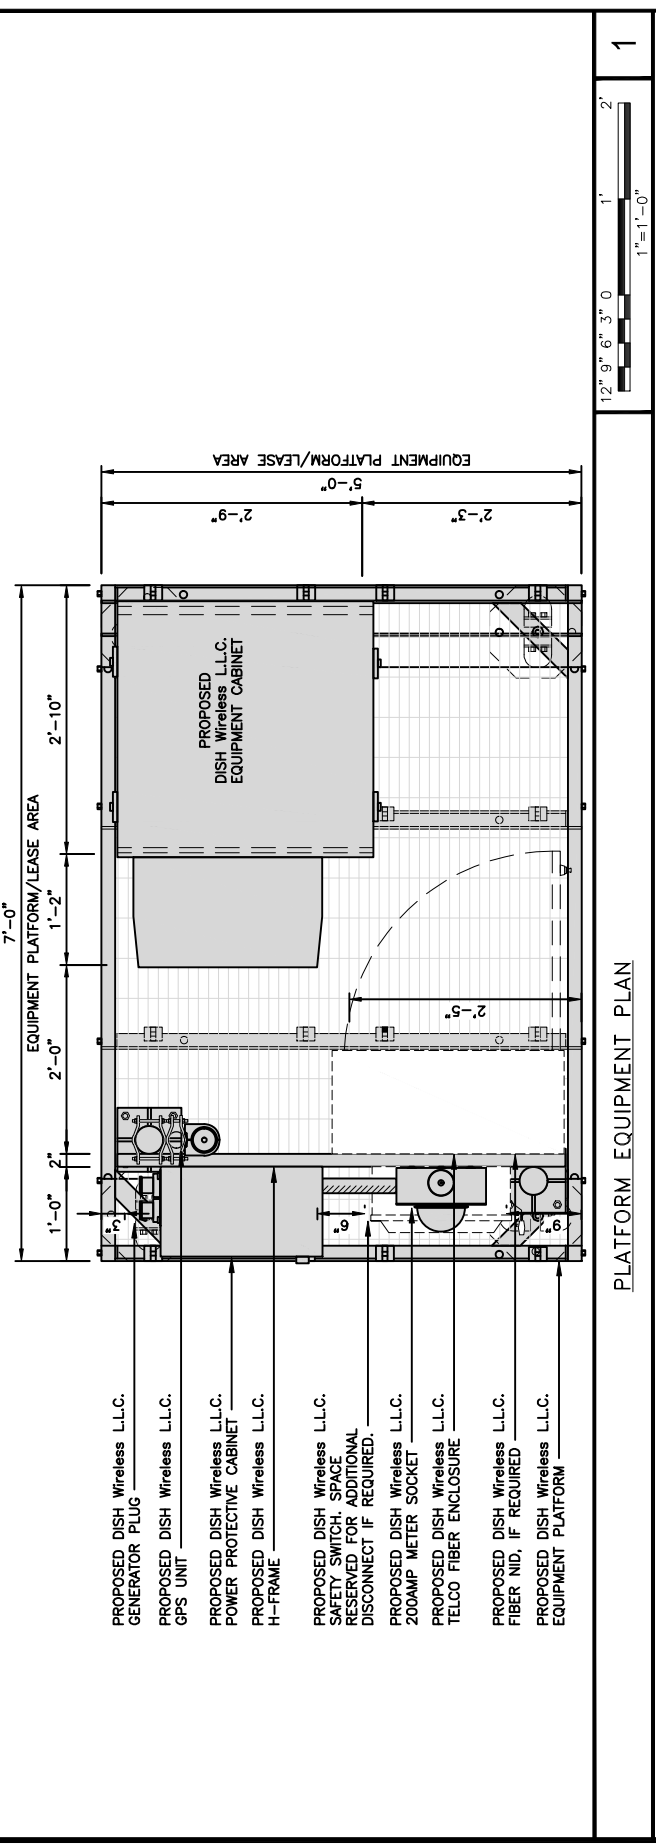 PROPOSED DISH Wireless L.L.C.
GENERATOR PLUG
PROPOSED DISH Wireless L.L.C.
GPS UNIT
PROPOSED DISH Wireless L.L.C.
POWER PROTECTIVE CABINET
PROPOSED DISH Wireless L.L.C.
H-FRAME
PROPOSED DISH Wireless L.L.C.
SAFETY SWITCH. SPACE
RESERVED FOR ADDITIONAL
DISCONNECT IF REQUIRED.
PROPOSED DISH Wireless L.L.C.
200AMP METER SOCKET
PROPOSED DISH Wireless L.L.C.
TELCO FIBER ENCLOSURE
PROPOSED DISH Wireless L.L.C.
FIBER NID, IF REQUIRED
PROPOSED DISH Wireless L.L.C.
EQUIPMENT PLATFORM
7'-0"
EQUIPMENT PLATFORM/LEASE AREA
1'-0"
2"
2'-0"
1'-2"
2'-10"
3"
6"
9"
2'-5"
PROPOSED
DISH Wireless L.L.C.
EQUIPMENT CABINET
2'-9"
2'-3"
5'-0"
EQUIPMENT PLATFORM/LEASE AREA
PLATFORM EQUIPMENT PLAN
12" 9" 6" 3" 0 1' 2'
1"=1'-0"
1